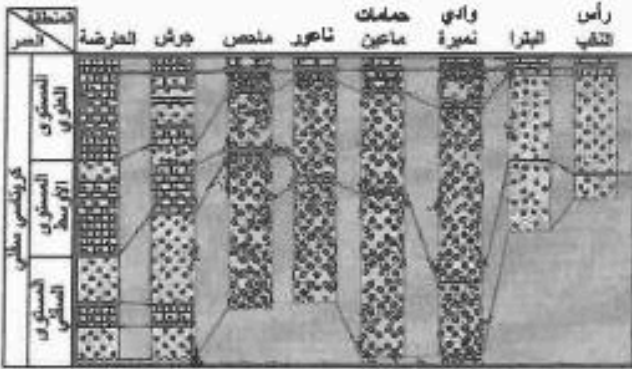 المنطقة
العصر
العارضة
جرش
ماحص
ناعور
حمامات
ماعين
وادي
نميرة
البترا
رأس
النقب
كريتاسي سفلي
المستوى
العلوي
المستوى
الأوسط
المستوى
السفلي